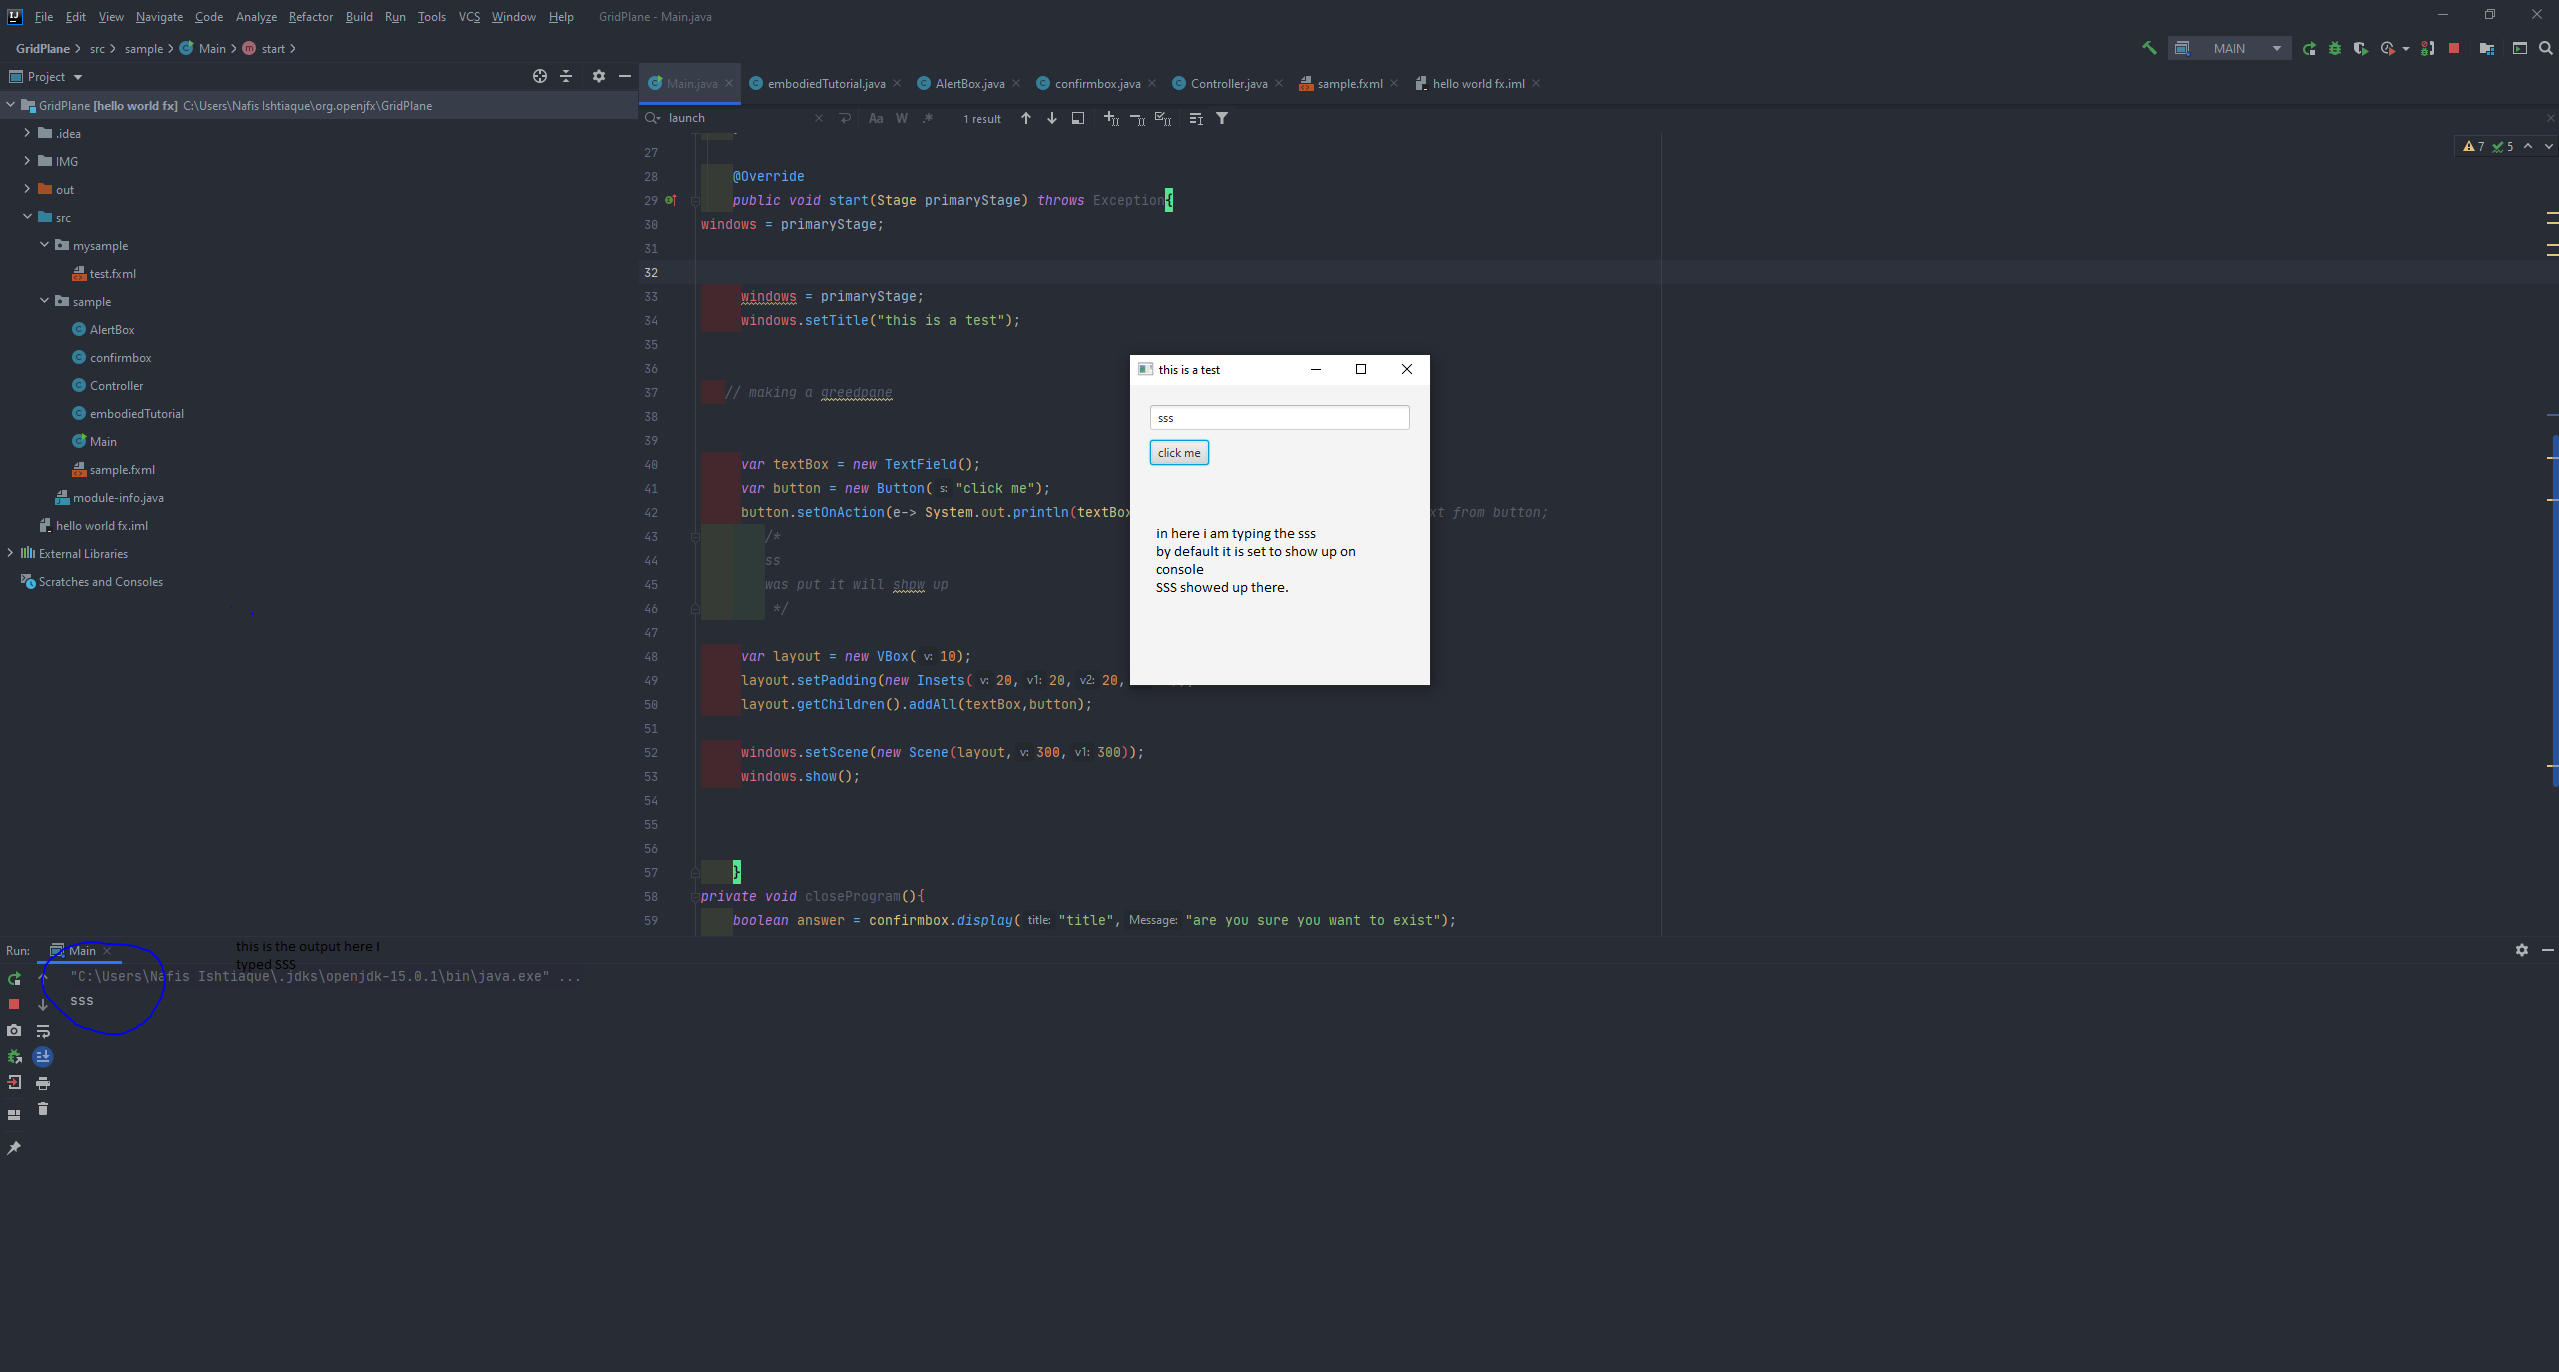 File Edit View Navigate Code Analyze Refactor Build Run Tools VCS Window Help GridPlane - Main.java
GridPlane src sample Main start
MAIN
Project
GridPlane [hello world fx] C:\Users\Nafis Ishtiaque\org.openjfx\GridPlane
.idea
IMG
out
src
mysample
test.fxml
sample
AlertBox
confirmbox
Controller
embodiedTutorial
Main
sample.fxml
module-info.java
hello world fx.iml
External Libraries
Scratches and Consoles
Main.java embodiedTutorial.java AlertBox.java confirmbox.java Controller.java sample.fxml hello world fx.iml
launch Aa W .* 1 result
7 5
27
28 @Override
29 public void start(Stage primaryStage) throws Exception{
30 windows = primaryStage;
31
32
33 windows = primaryStage;
34 windows.setTitle("this is a test");
35
36
37 // making a greedpane
38
39
40 var textBox = new TextField();
41 var button = new Button( s: "click me");
42 button.setOnAction(e-> System.out.println(textBox xt from button;
43 /*
44 ss
45 was put it will shpw up
46 */
47
48 var layout = new VBox( v: 10);
49 layout.setPadding(new Insets( v: 20, v1: 20, v2: 20,
50 layout.getChildren().addAll(textBox,button);
51
52 windows.setScene(new Scene(layout, v: 300, v1: 300));
53 windows.show();
54
55
56
57 }
58 private void closeProgram(){
59 boolean answer = confirmbox.display( title: "title", Message: "are you sure you want to exist");
this is a test
sss
click me
in here i am typing the sss
by default it is set to show up on
console
SSS showed up there.
Run: Main
this is the output here I
typed SSS
"C:\Users\Nafis Ishtiaque\.jdks\openjdk-15.0.1\bin\java.exe" ...
sss